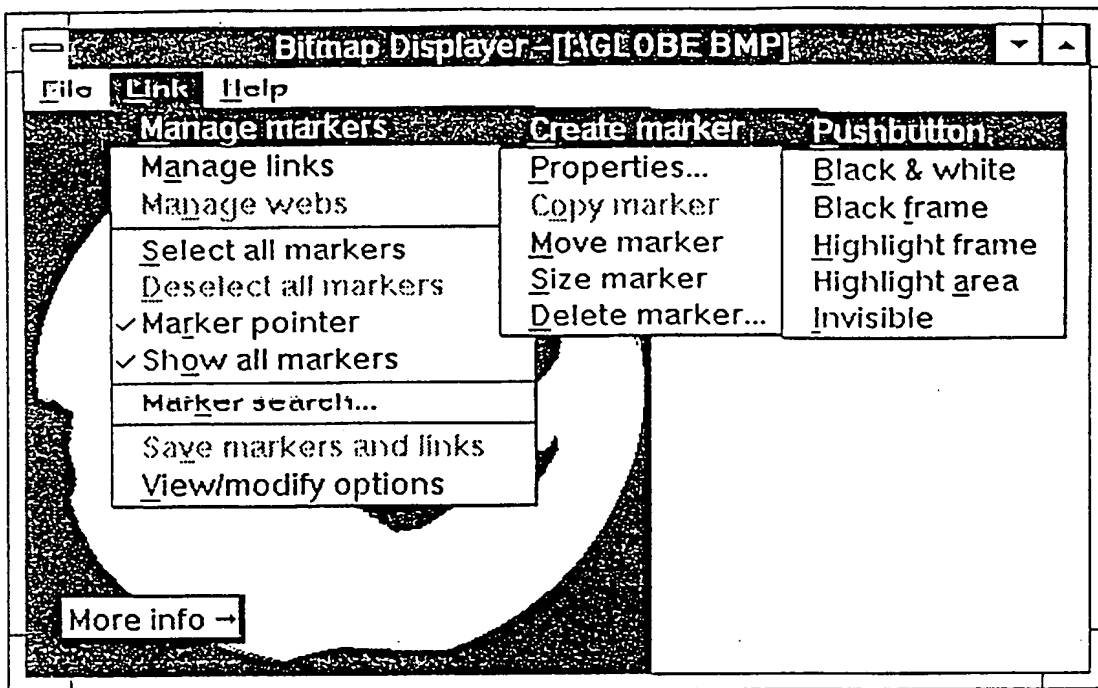 Bitmap Displayer - [I:\GLOBE BMP]
File Link Help
Manage markers
Manage links
Manage webs
Select all markers
Deselect all markers
✓ Marker pointer
✓ Show all markers
Marker search...
Save markers and links
View/modify options
Create marker
Properties...
Copy marker
Move marker
Size marker
Delete marker...
Pushbutton
Black & white
Black frame
Highlight frame
Highlight area
Invisible
More info →